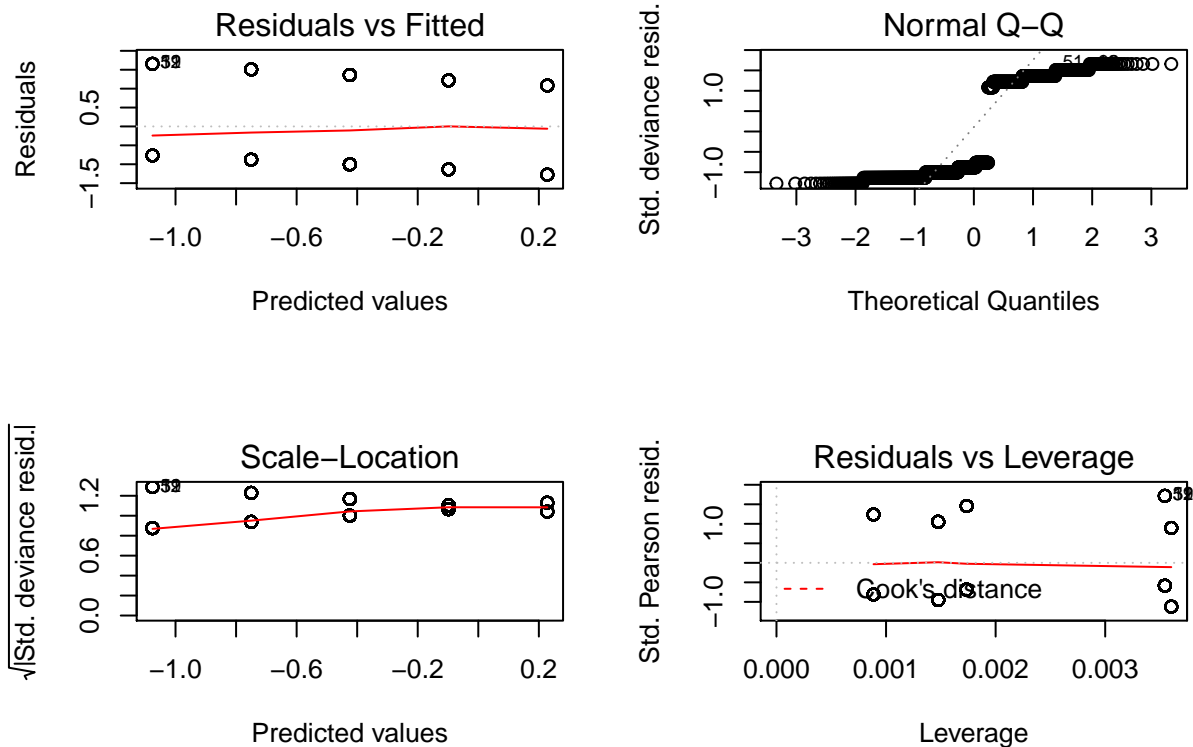 Residuals vs Fitted
Residuals
−1.5 0.5
−1.0 −0.6 −0.2 0.2
Predicted values
Normal Q−Q
Std. deviance resid.
−1.0 1.0
51
−3 −2 −1 0 1 2 3
Theoretical Quantiles
Scale−Location
√|Std. deviance resid.|
0.0 0.6 1.2
−1.0 −0.6 −0.2 0.2
Predicted values
Residuals vs Leverage
Std. Pearson resid.
−1.0 1.0
Cook's distance
0.000 0.001 0.002 0.003
Leverage